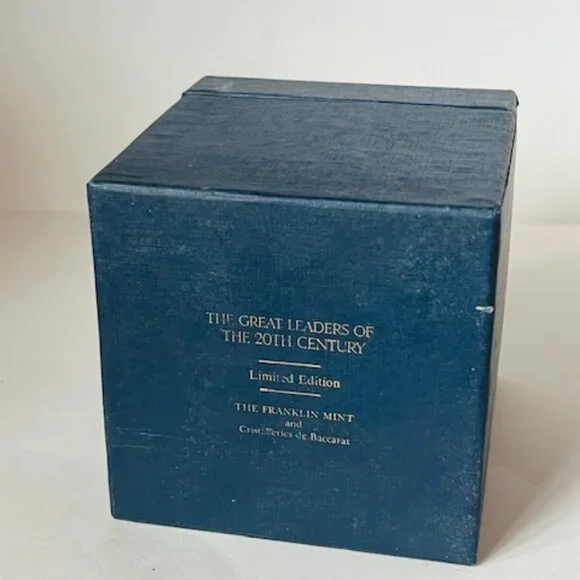 THE GREAT LEADERS OF
THE 20TH CENTURY
Limited Edition
THE FRANKLIN MINT
and
Cristalleries de Baccarat